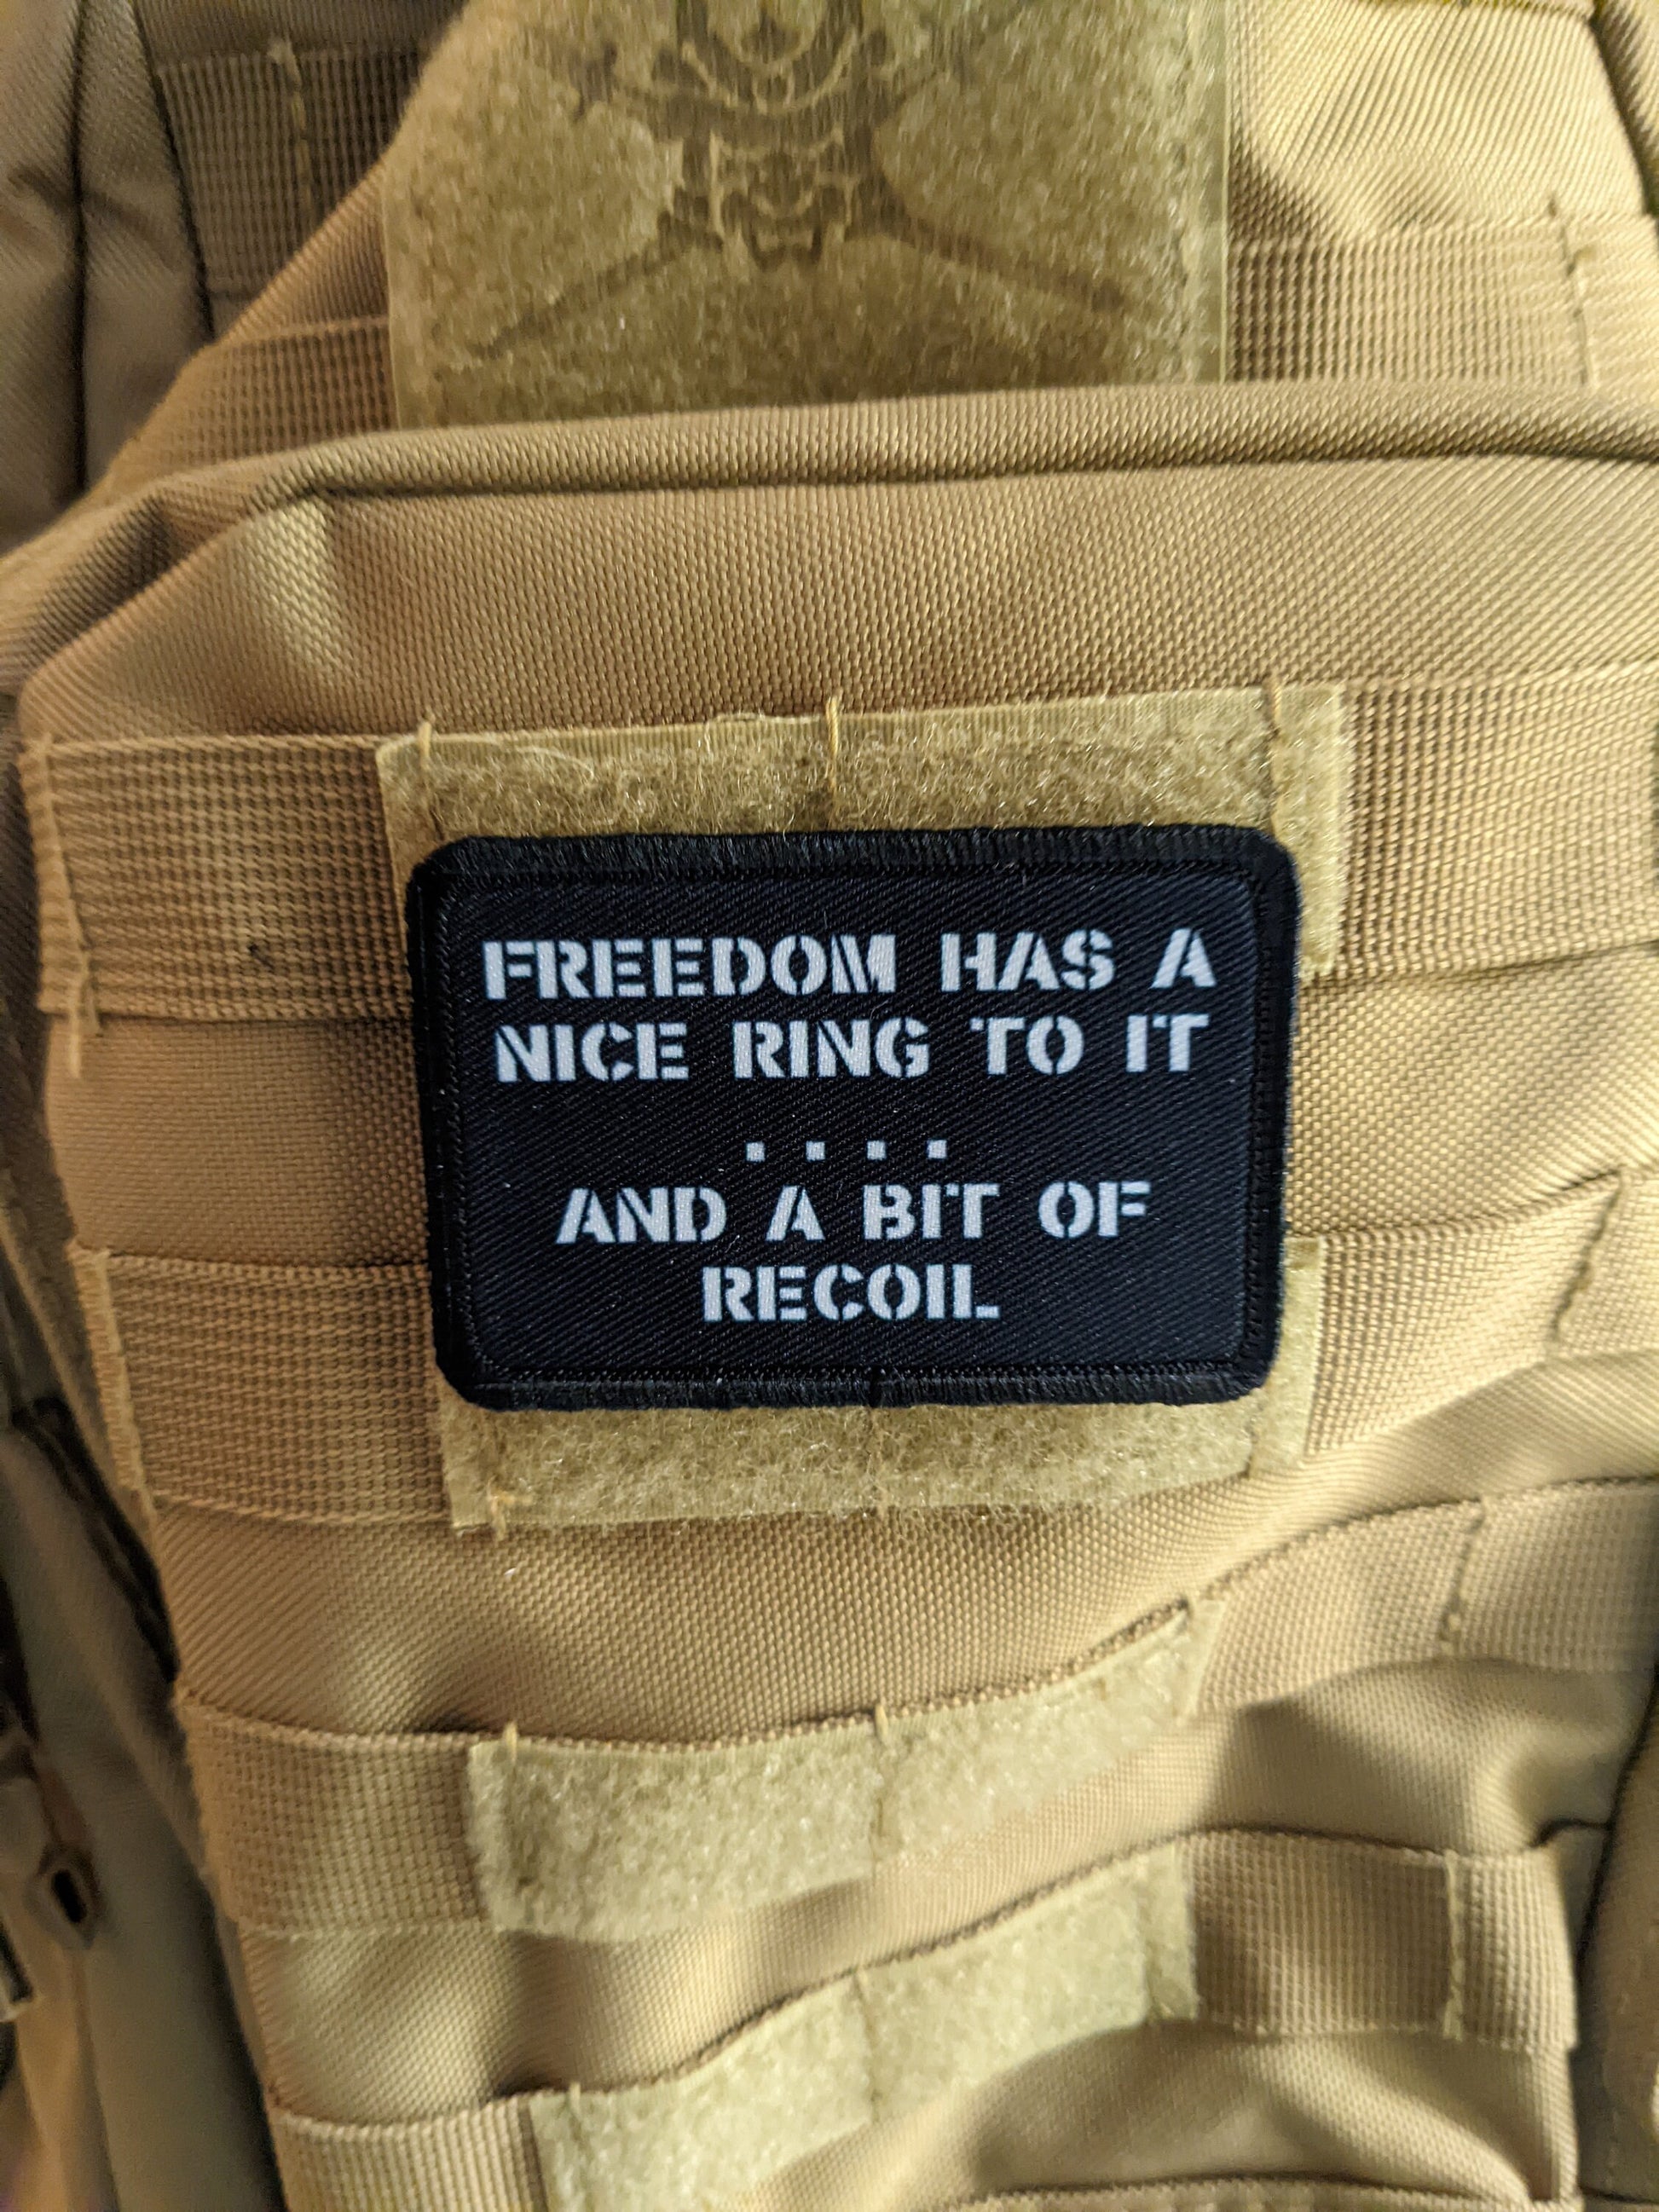 FREEDOM HAS A
NICE RING TO IT
....
AND A BIT OF
RECOIL